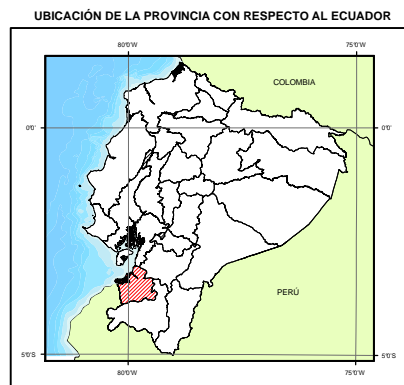 UBICACIÓN DE LA PROVINCIA CON RESPECTO AL ECUADOR
80°0'0" 75°0'W
COLOMBIA
0°0' 0°0'
PERÚ
5°0'S 5°0'S
80°0'W 75°0'W